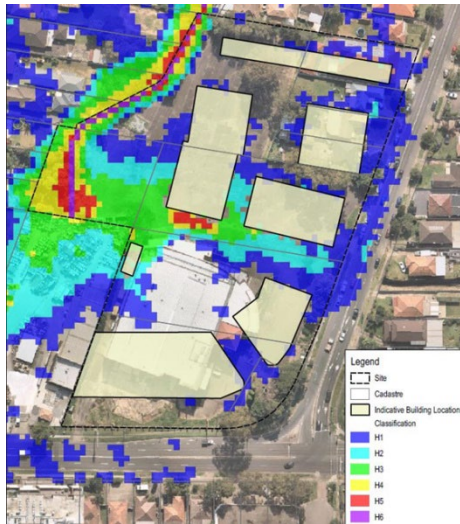 Legend
Site
Cadastre
Indicative Building Location
Classification
H1
H2
H3
H4
H5
H6